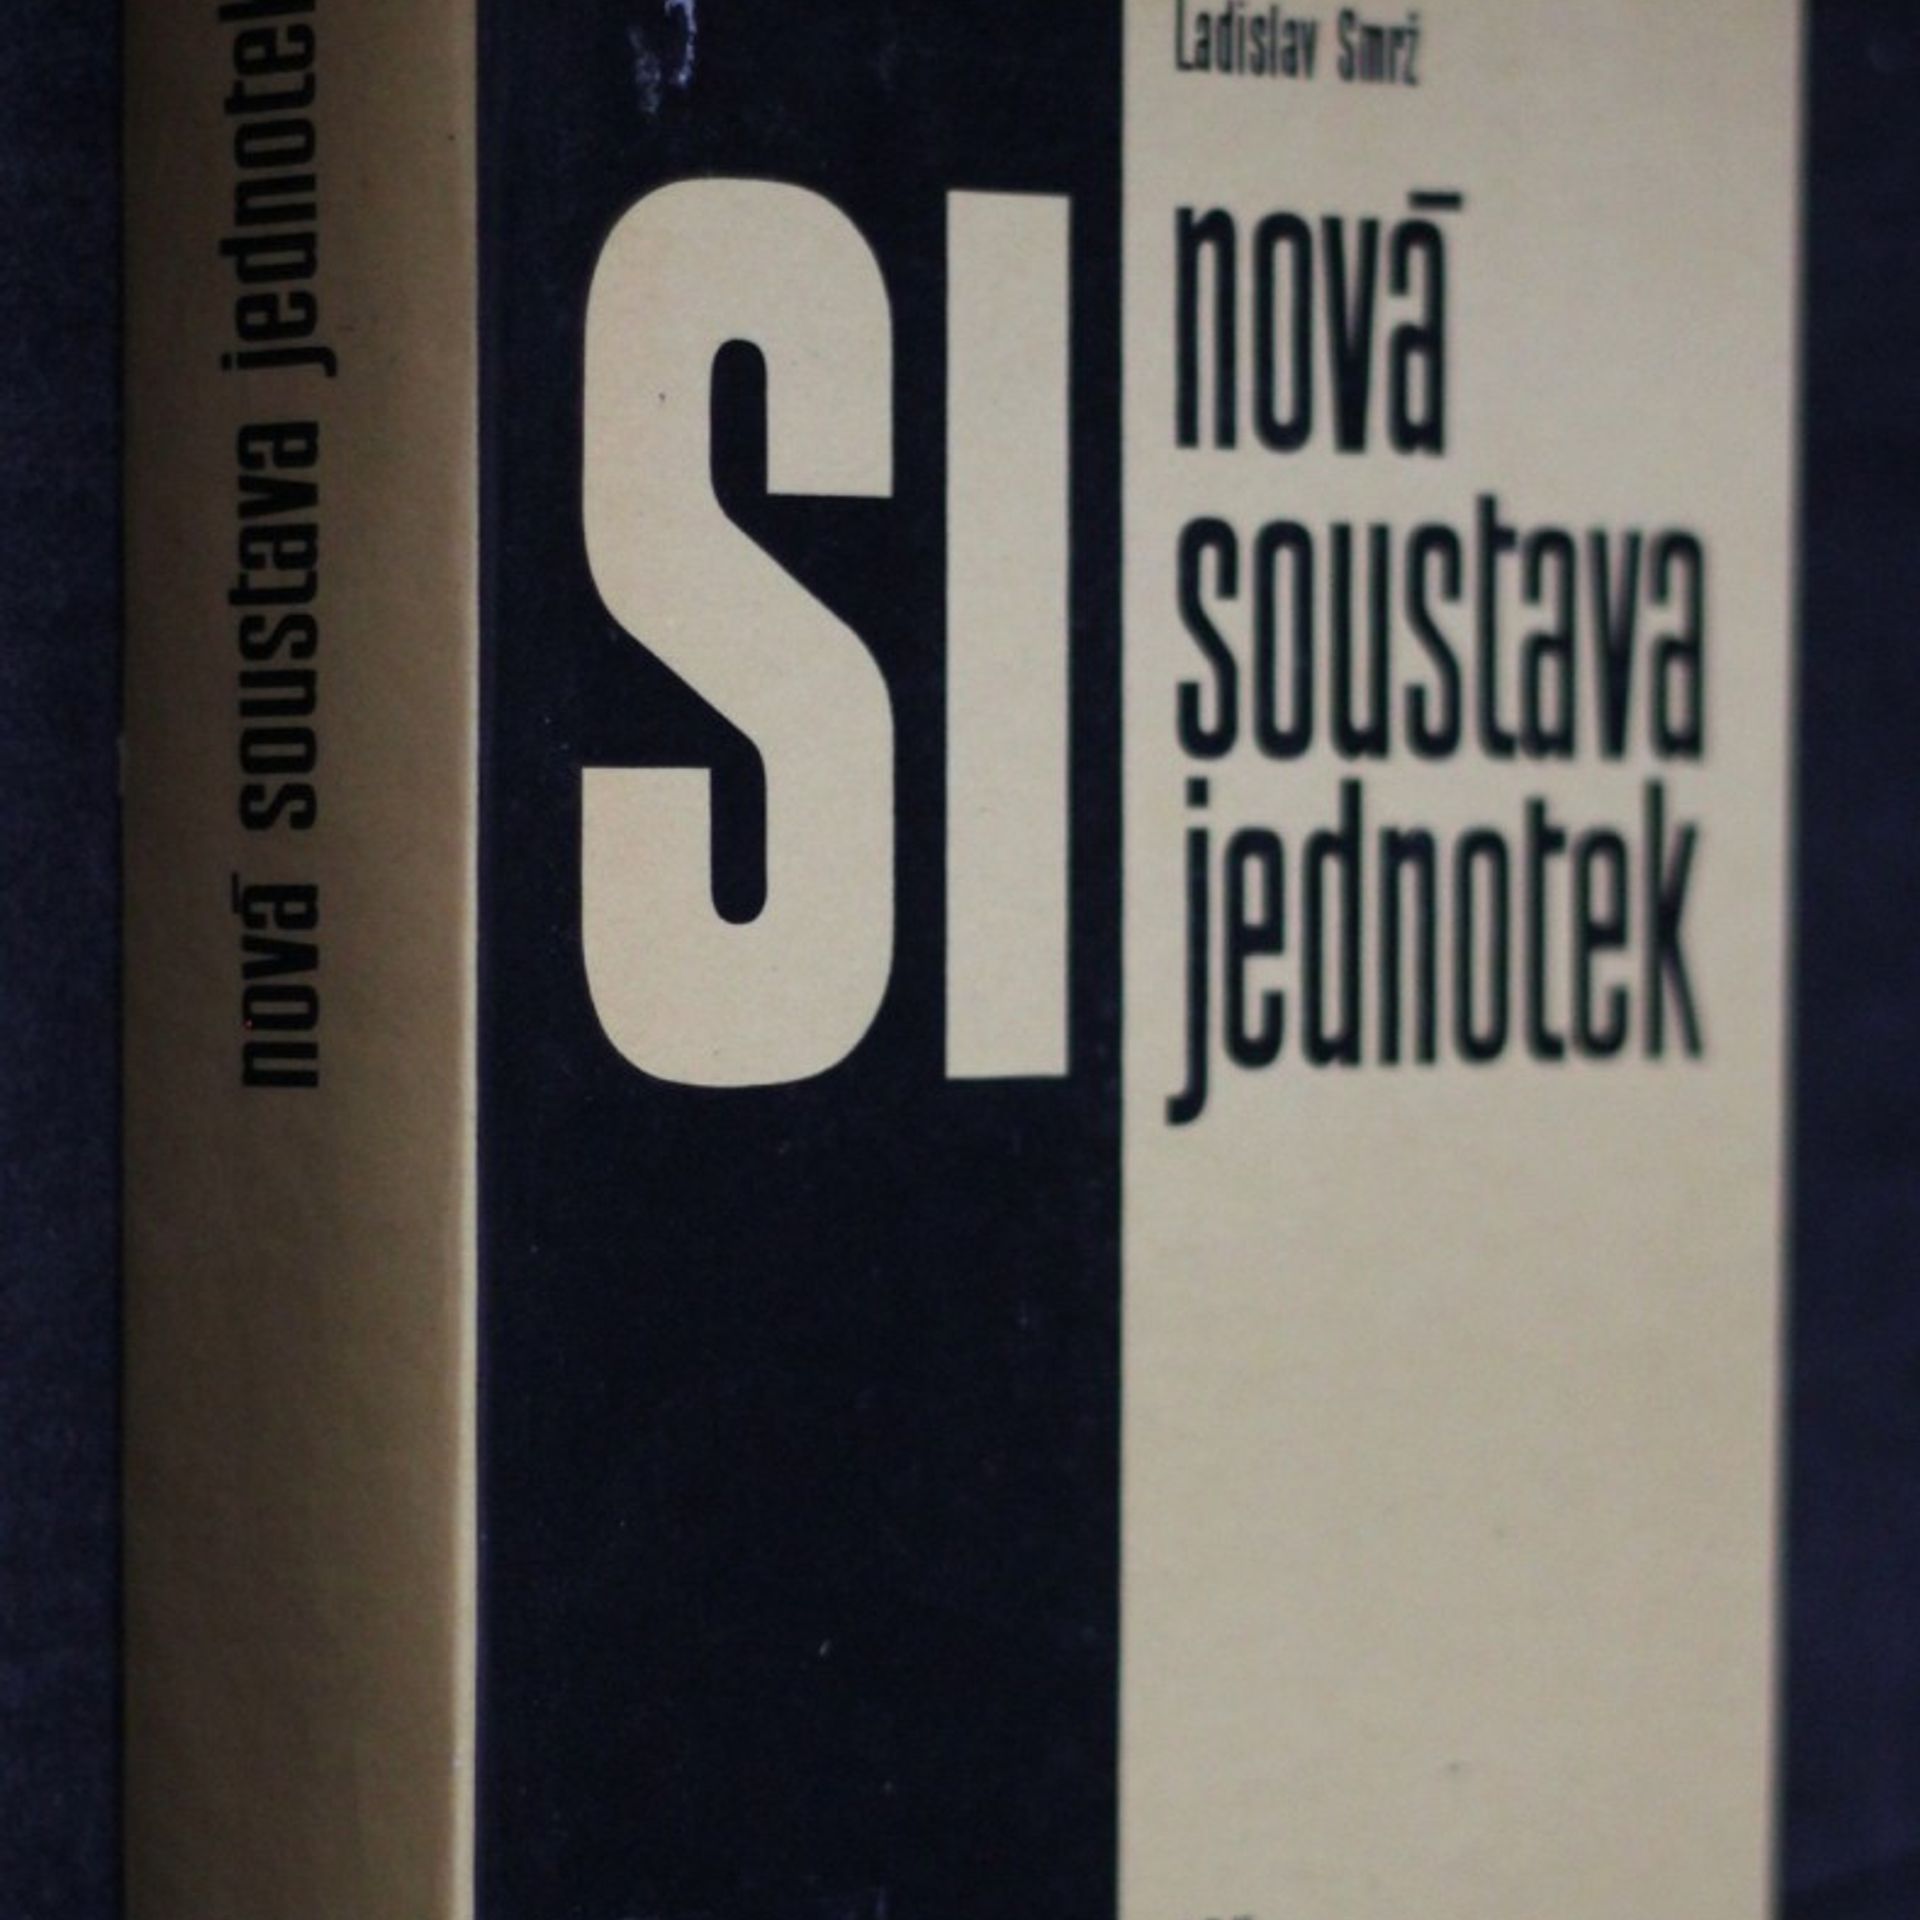 nová soustava jednotek
Ladislav Smrž
SI
nová
soustava
jednotek